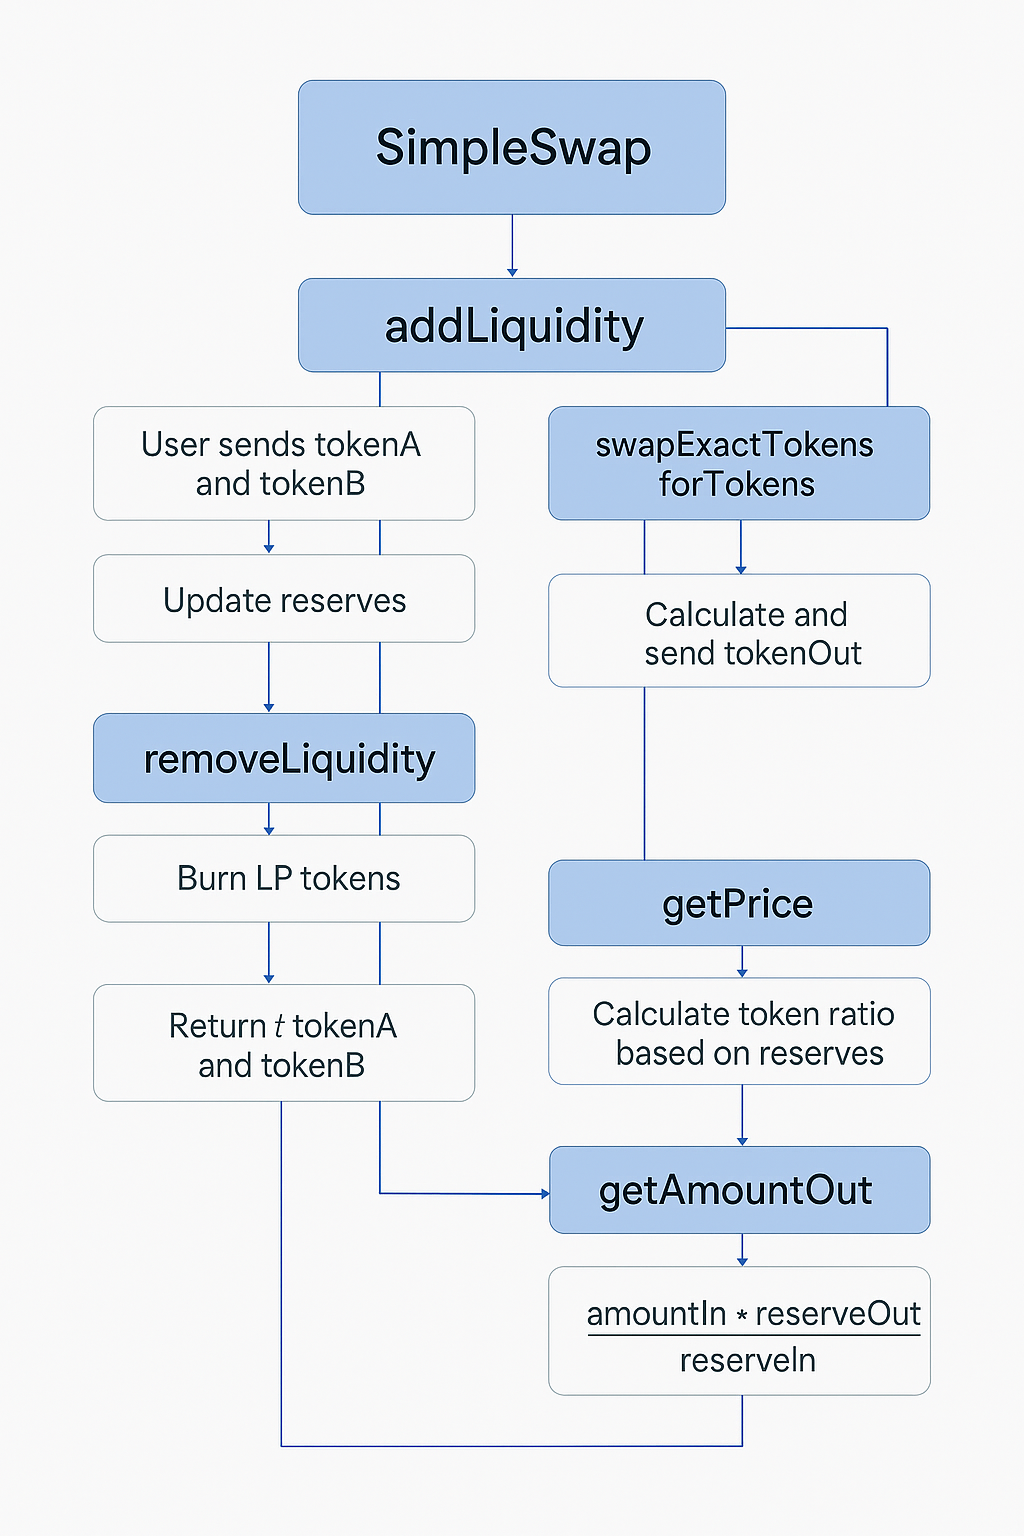 SimpleSwap
addLiquidity
User sends tokenA
and tokenB
Update reserves
removeLiquidity
Burn LP tokens
Return t tokenA
and tokenB
swapExactTokens
forTokens
Calculate and
send tokenOut
getPrice
Calculate token ratio
based on reserves
getAmountOut
amountIn * reserveOut
reserveIn